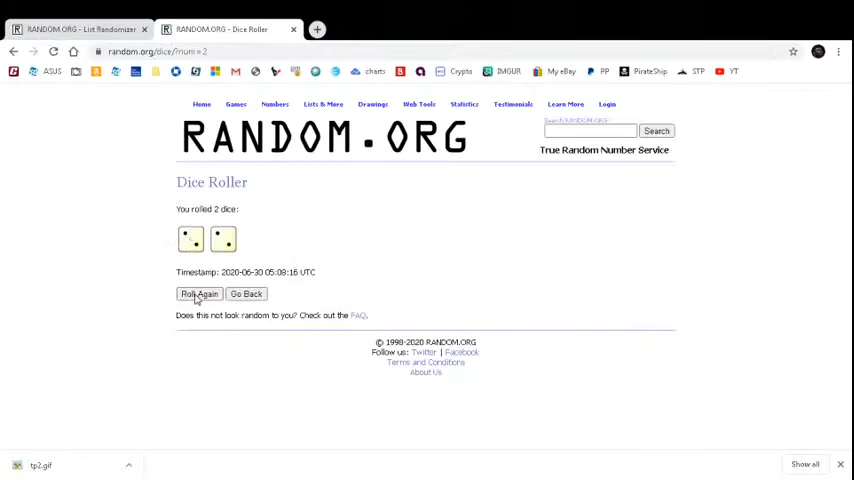 RANDOM.ORG - List Randomizer
RANDOM.ORG - Dice Roller
random.org/dice/?num=2
ASUS charts Crypto IMGUR My eBay PP PirateShip STP YT
Home Games Numbers Lists & More Drawings Web Tools Statistics Testimonials Learn More Login
RANDOM.ORG
Search RANDOM.ORG
Search
True Random Number Service
Dice Roller
You rolled 2 dice:
Timestamp: 2020-06-30 05:08:16 UTC
Roll Again Go Back
Does this not look random to you? Check out the FAQ.
© 1998-2020 RANDOM.ORG
Follow us: Twitter | Facebook
Terms and Conditions
About Us
tp2.gif
Show all